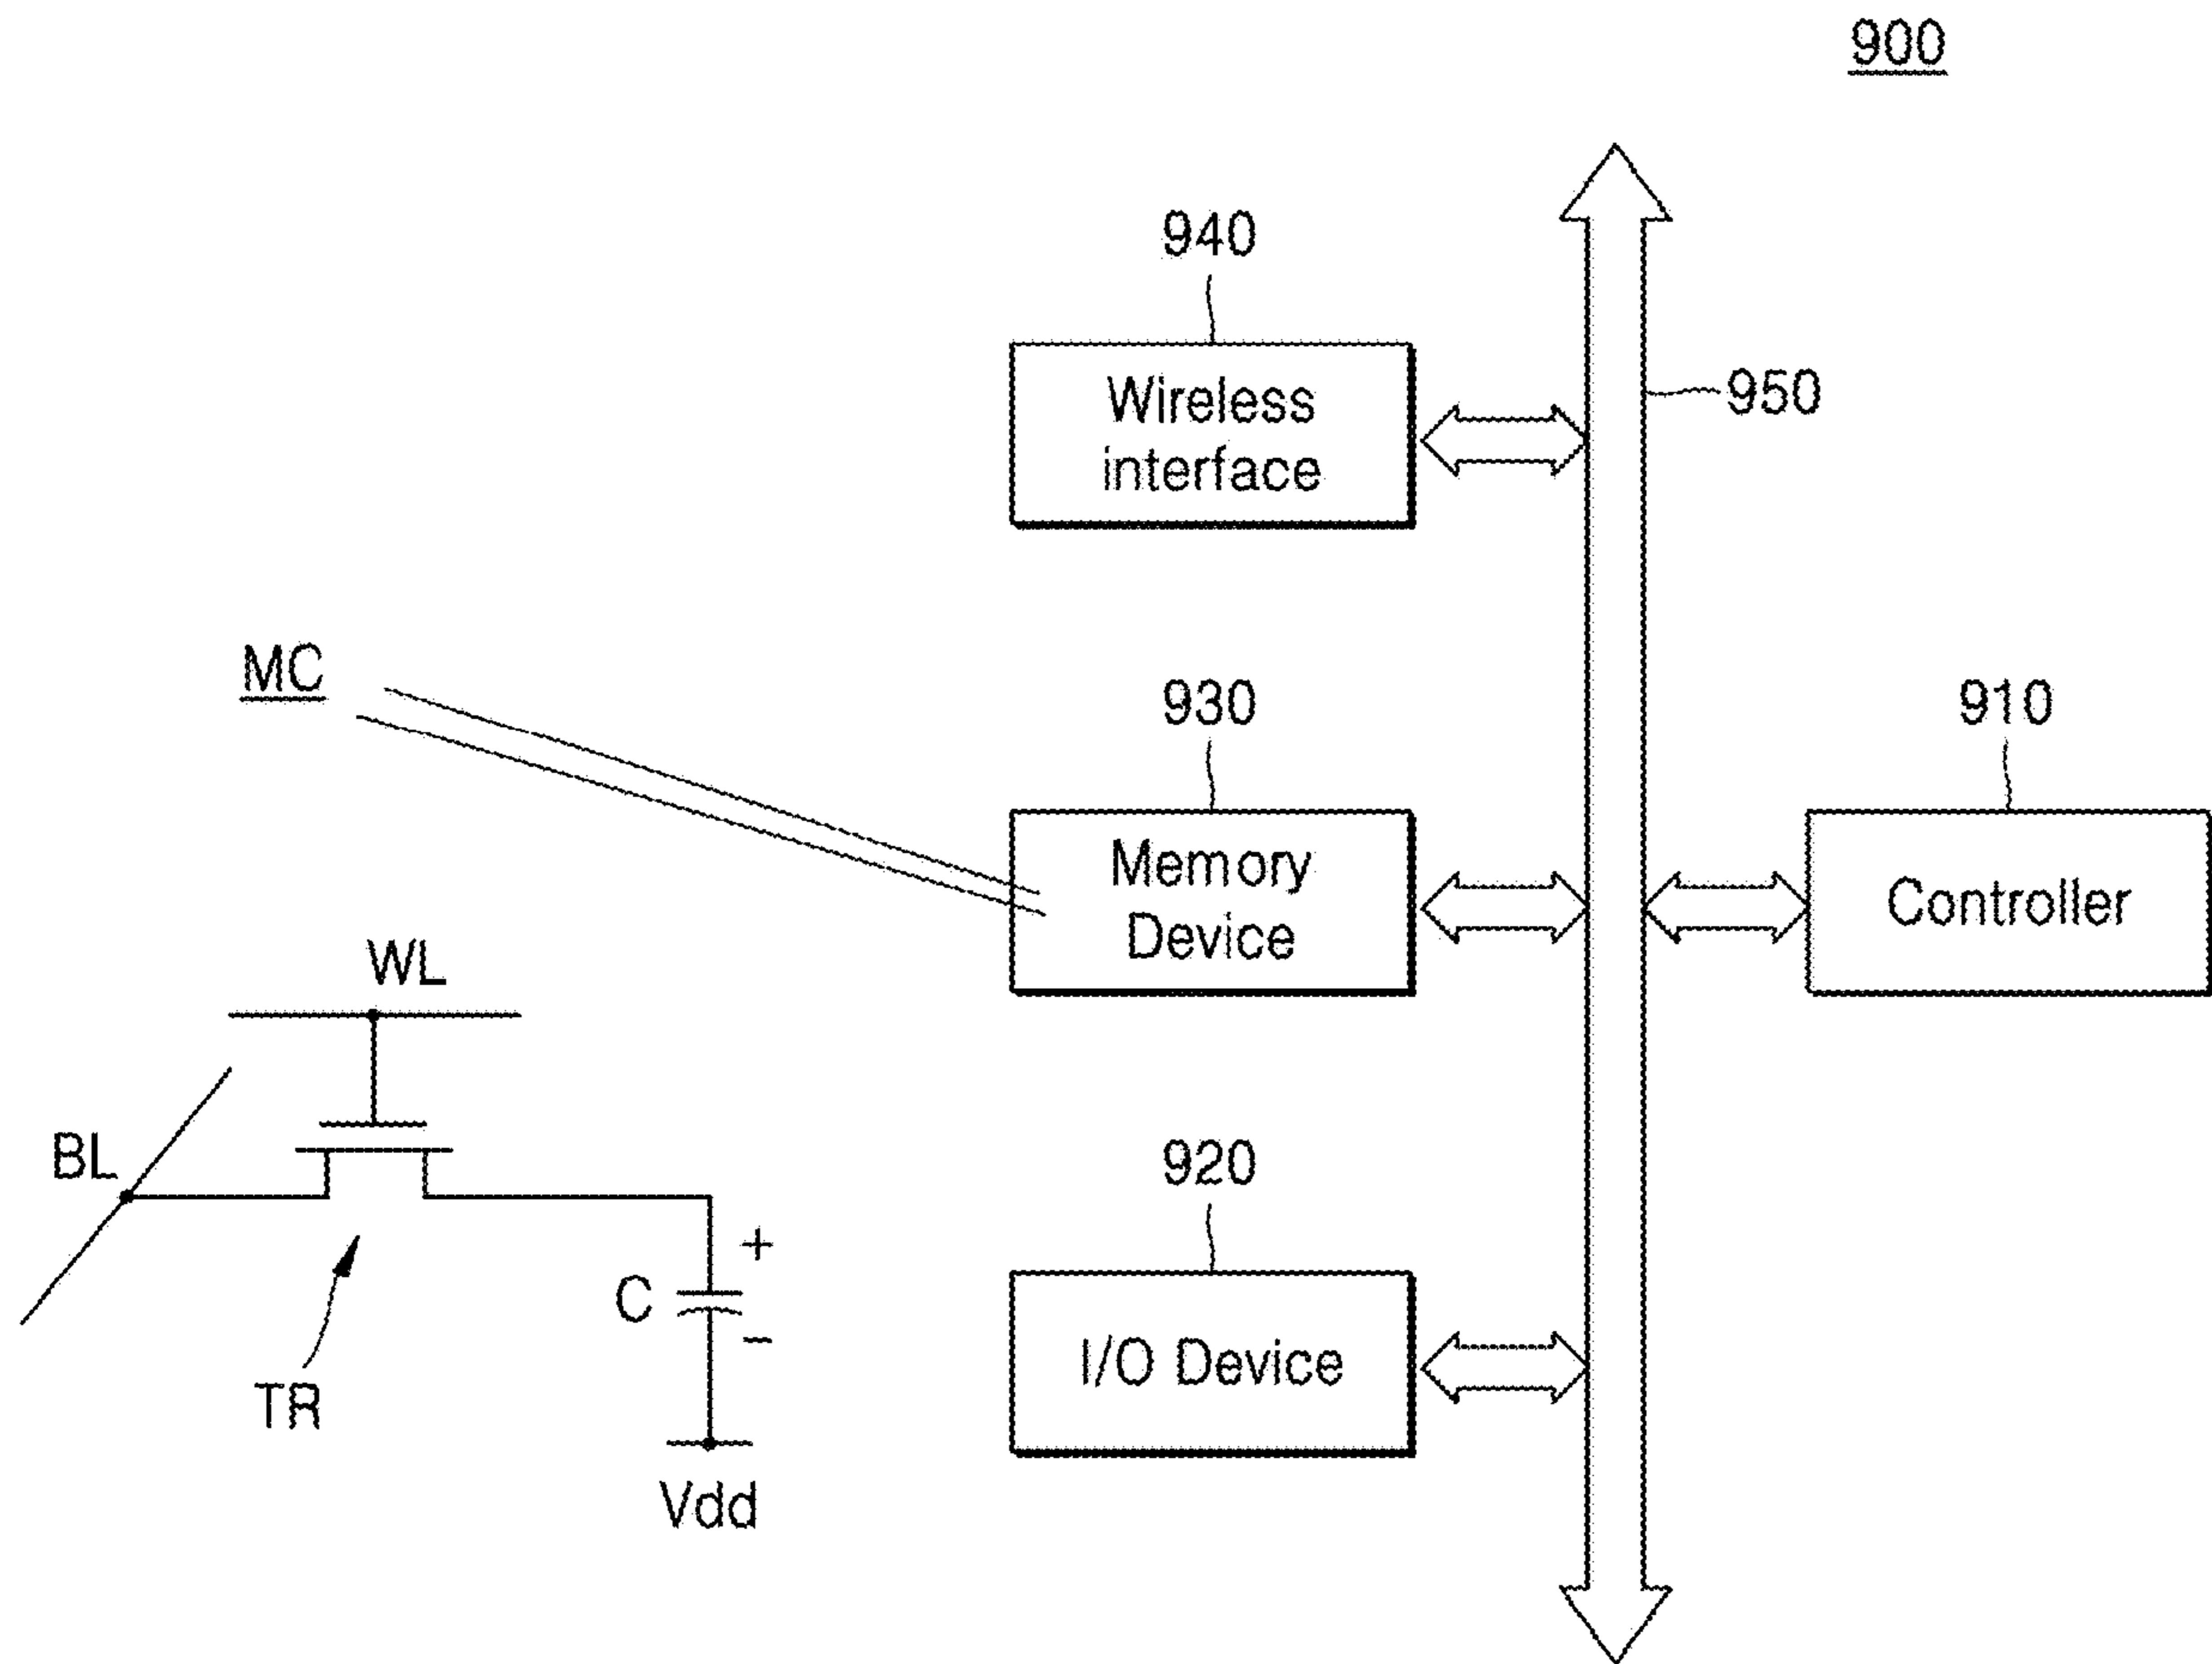 900
940
Wireless
interface
950
MC
930
910
Memory
Device
Controller
WL
BL
920
+
C
−
I/O Device
TR
Vdd